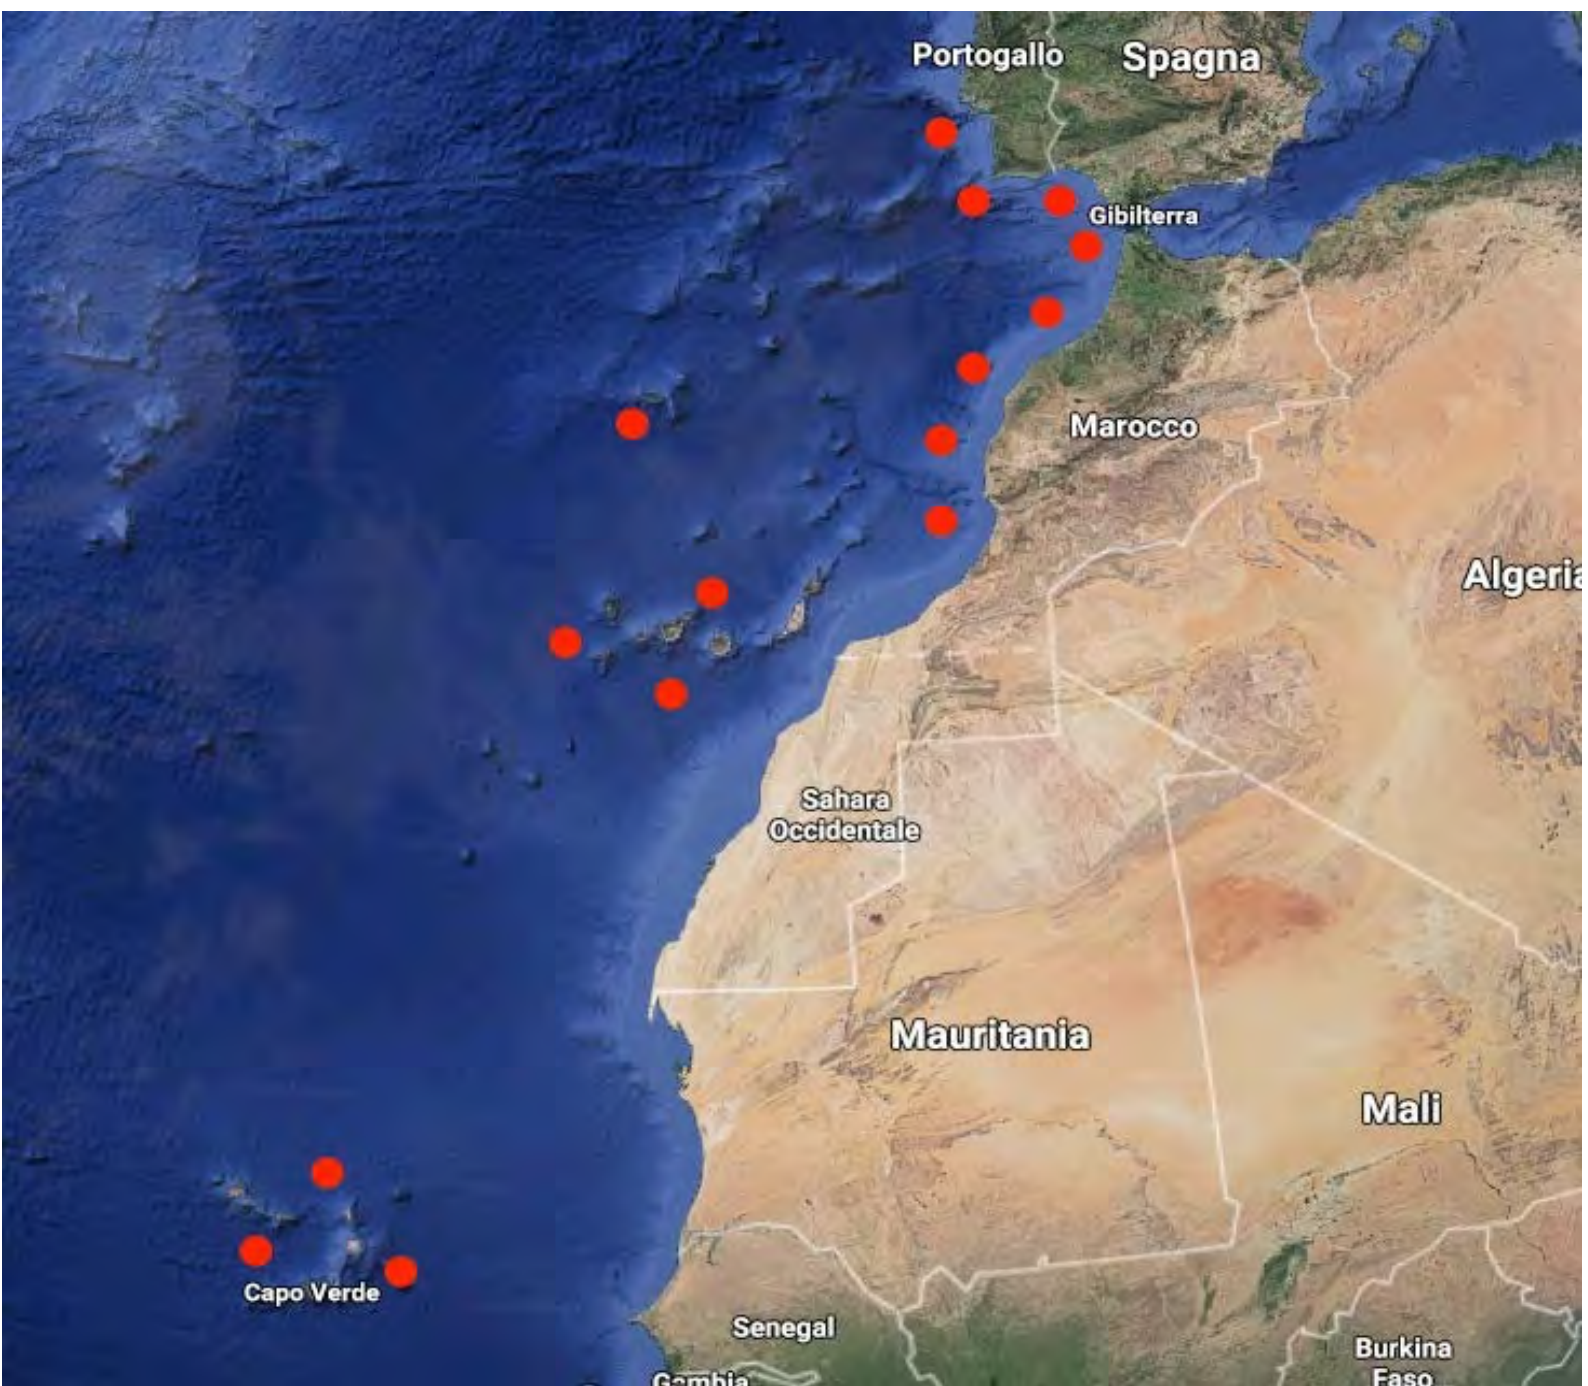 Portogallo
Spagna
Gibilterra
Marocco
Algeria
Sahara
Occidentale
Mauritania
Mali
Capo Verde
Senegal
Burkina
Faso
Gambia